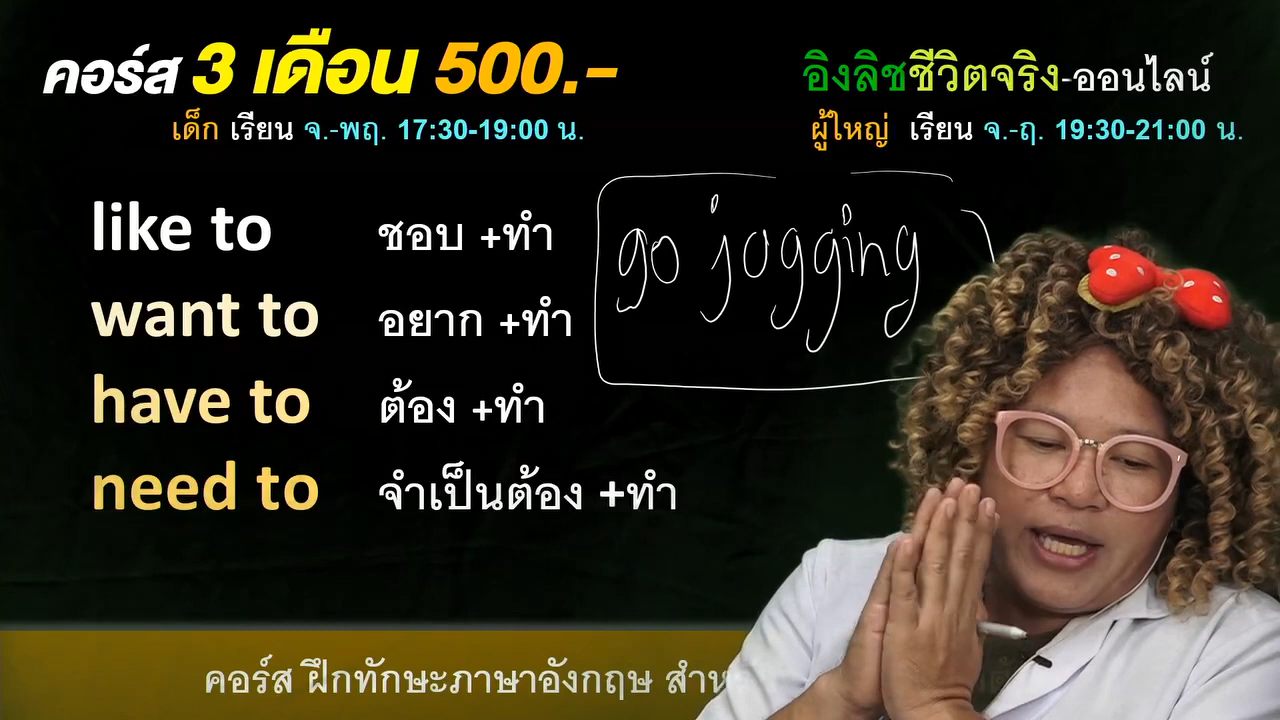 คอร์ส 3 เดือน 500.-
เด็ก เรียน จ.-พฤ. 17:30-19:00 น.
อิงลิชชีวิตจริง-ออนไลน์
ผู้ใหญ่ เรียน จ.-ฤ. 19:30-21:00 น.
like to ชอบ +ทำ
want to อยาก +ทำ
have to ต้อง +ทำ
need to จำเป็นต้อง +ทำ
go jogging
คอร์ส ฝึกทักษะภาษาอังกฤษ